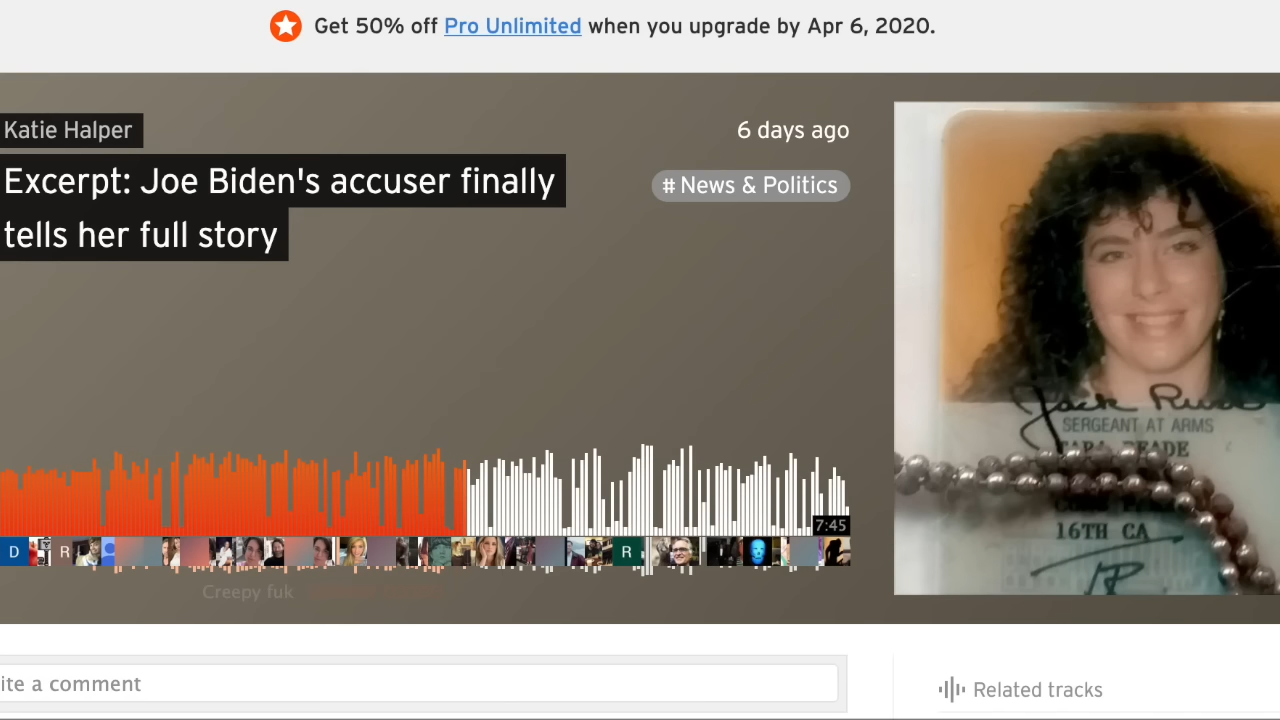 Get 50% off Pro Unlimited when you upgrade by Apr 6, 2020.
Katie Halper
6 days ago
Excerpt: Joe Biden's accuser finally
# News & Politics
tells her full story
SERGEANT AT ARMS
16TH CA
7:45
D
R
R
Creepy fuk
ite a comment
Related tracks